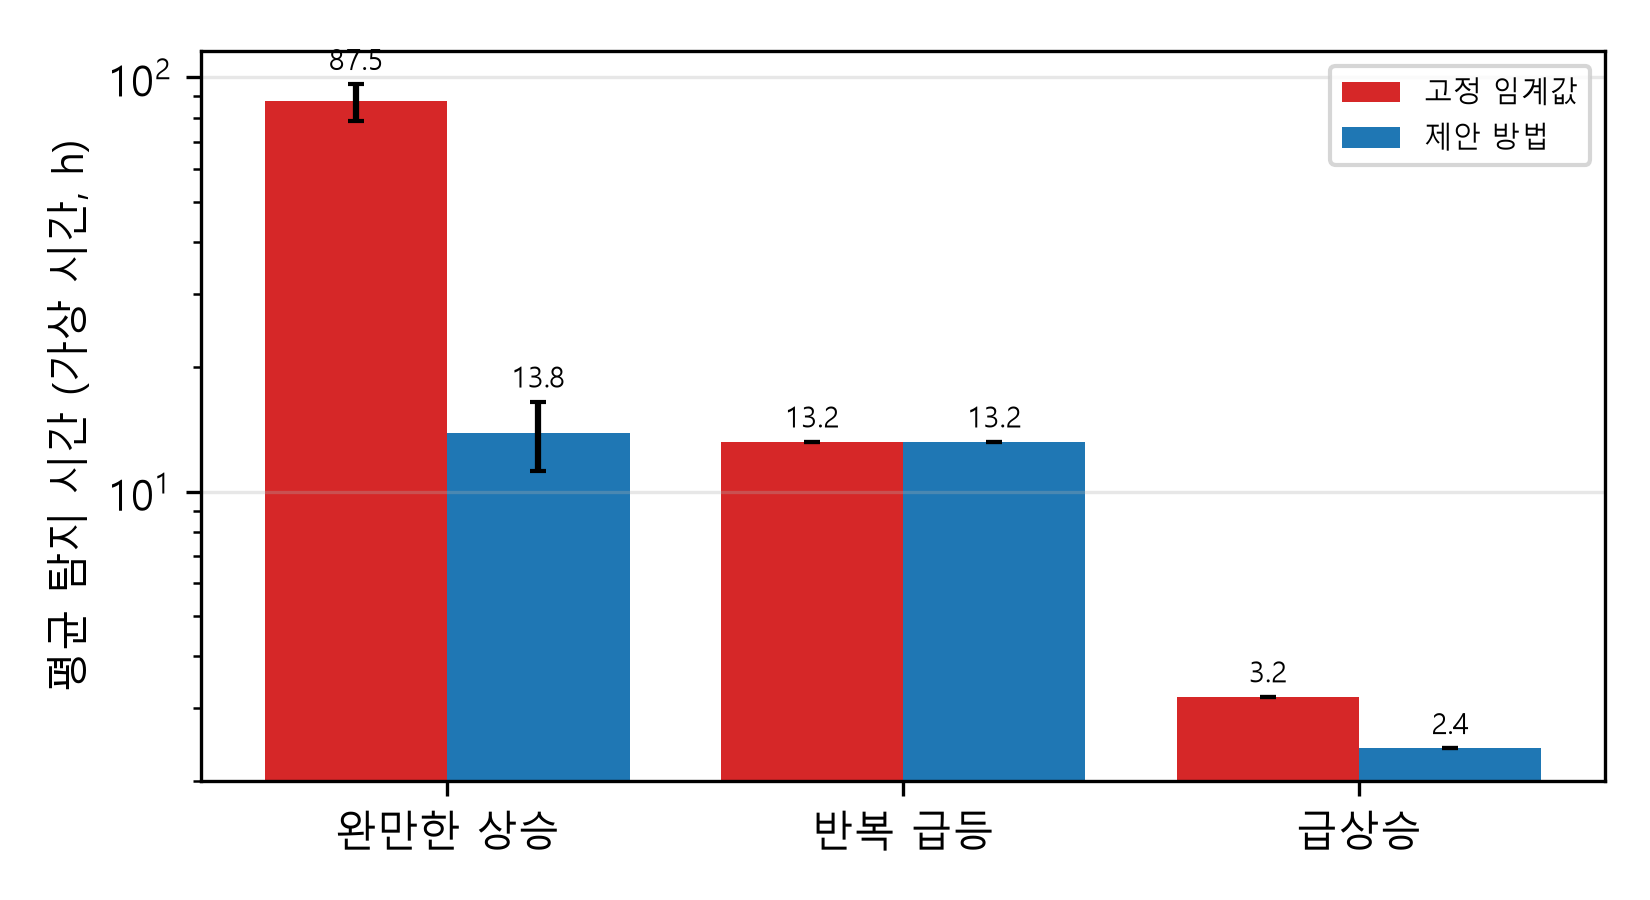 평균 탐지 시간 (가상 시간, h)
10²
10¹
87.5
13.8
13.2
13.2
3.2
2.4
고정 임계값
제안 방법
완만한 상승
반복 급등
급상승